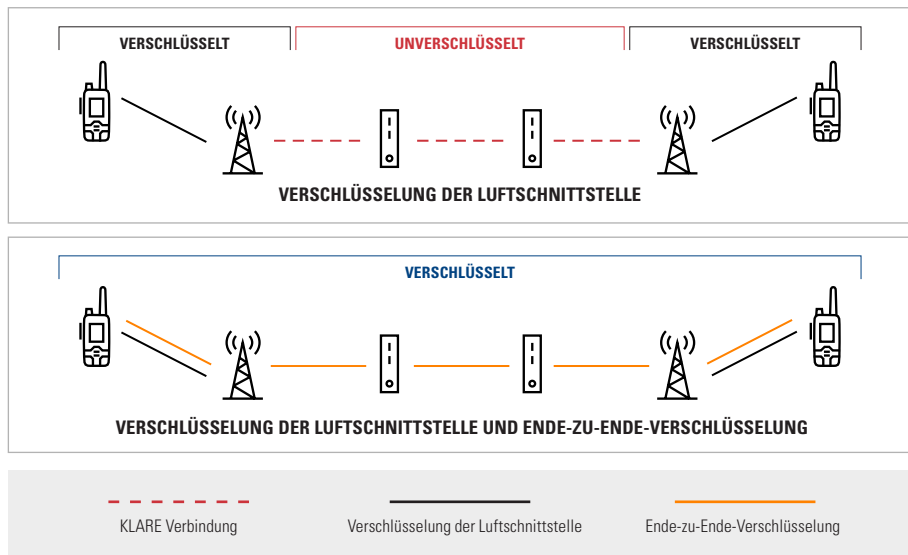 VERSCHLÜSSELT
UNVERSCHLÜSSELT
VERSCHLÜSSELT
VERSCHLÜSSELUNG DER LUFTSCHNITTSTELLE
VERSCHLÜSSELT
VERSCHLÜSSELUNG DER LUFTSCHNITTSTELLE UND ENDE-ZU-ENDE-VERSCHLÜSSELUNG
KLARE Verbindung
Verschlüsselung der Luftschnittstelle
Ende-zu-Ende-Verschlüsselung